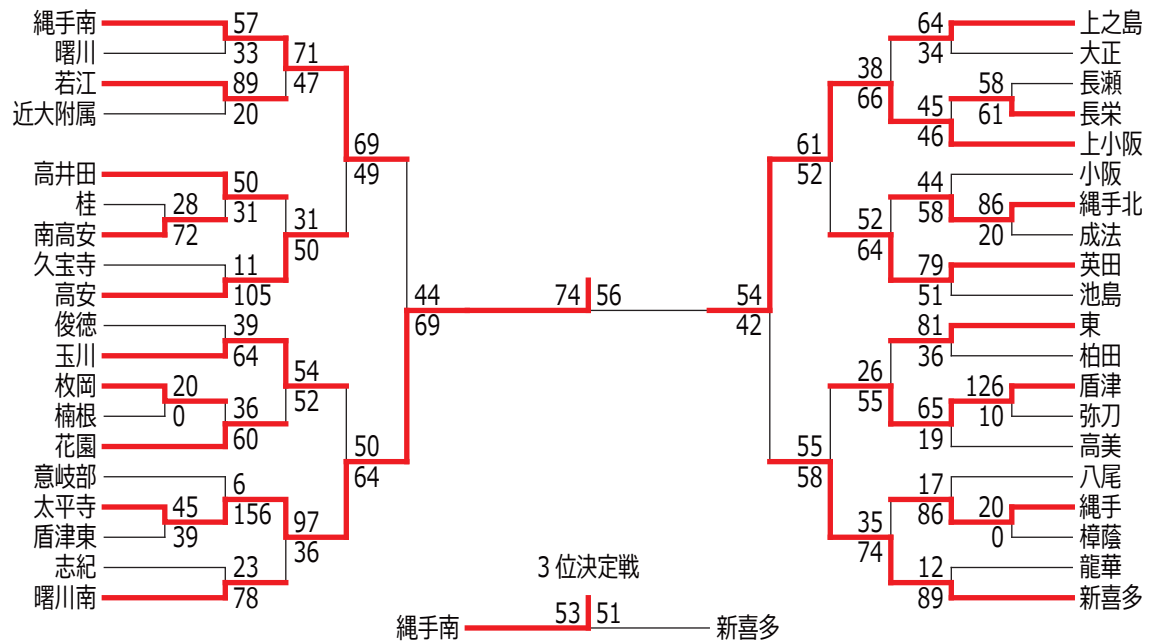 縄手南
57
曙川
33
71
若江
89
47
近大附属
20
69
49
高井田
50
桂
28
31
31
南高安
72
50
久宝寺
11
高安
105
44
69
俊徳
39
玉川
64
54
枚岡
20
52
楠根
0
36
花園
60
50
64
意岐部
6
太平寺
45
156
97
盾津東
39
36
志紀
23
曙川南
78
74 56
上之島
64
大正
34
38
長瀬
58
66
長栄
61
45
上小阪
46
61
52
小阪
44
縄手北
86
58
52
成法
20
64
英田
79
池島
51
54
42
東
81
柏田
36
26
盾津
126
55
弥刀
10
65
高美
19
55
58
八尾
17
縄手
20
86
35
樟蔭
0
74
龍華
12
新喜多
89
3位決定戦
縄手南 53 51 新喜多